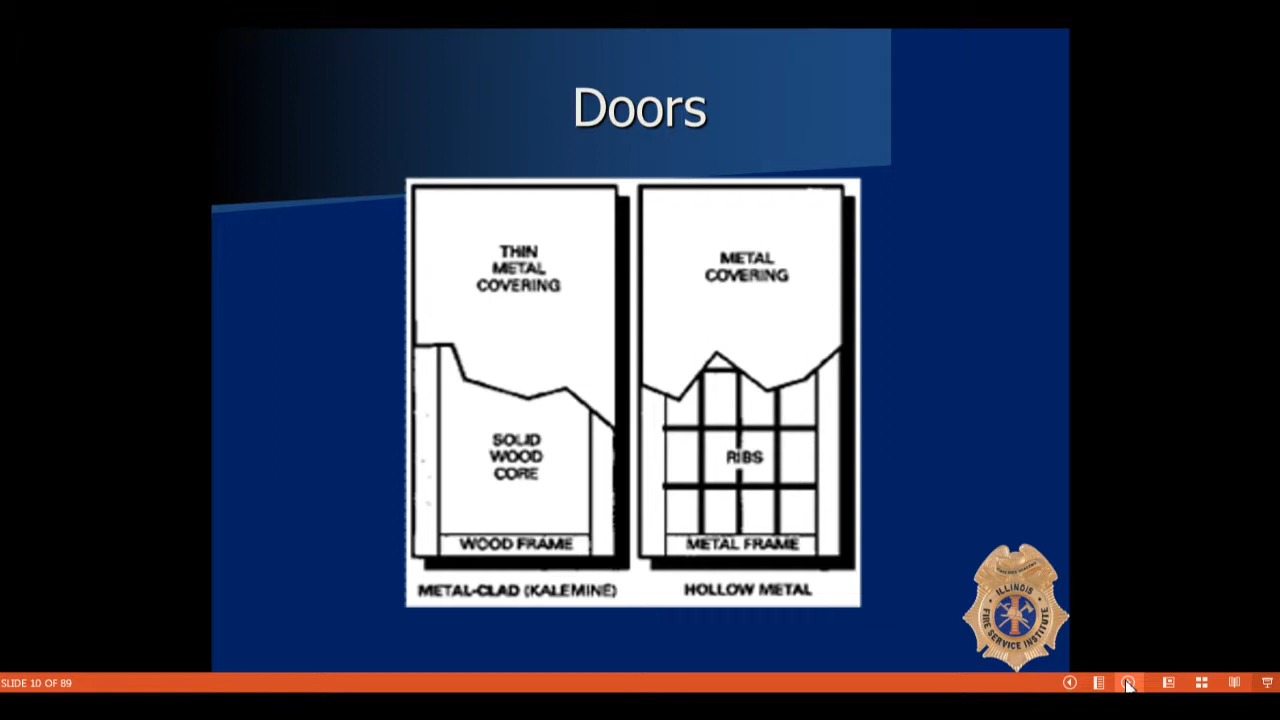 Doors
THIN
METAL
COVERING
SOLID
WOOD
CORE
WOOD FRAME
METAL-CLAD (KALEMINE)
METAL
COVERING
RIBS
METAL FRAME
HOLLOW METAL
ILLINOIS
FIRE SERVICE INSTITUTE
SLIDE 10 OF 89